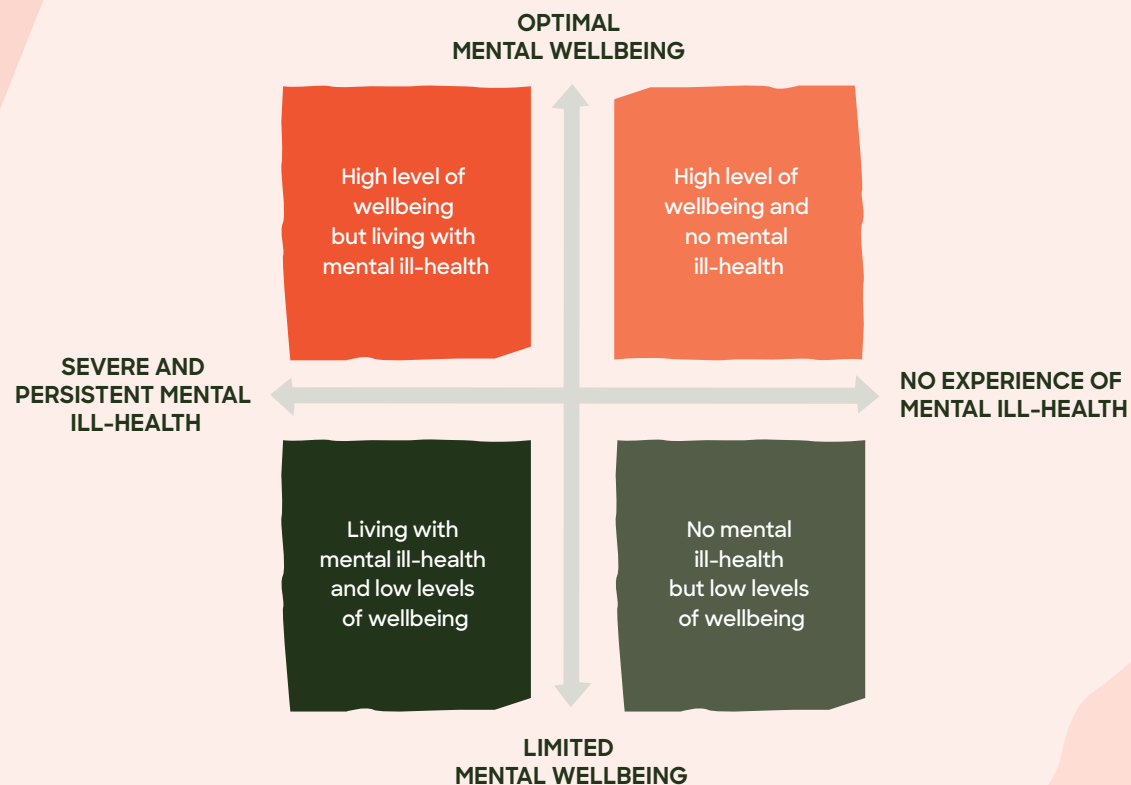 OPTIMAL
MENTAL WELLBEING
High level of
wellbeing
but living with
mental ill-health
High level of
wellbeing and
no mental
ill-health
SEVERE AND
PERSISTENT MENTAL
ILL-HEALTH
NO EXPERIENCE OF
MENTAL ILL-HEALTH
Living with
mental ill-health
and low levels
of wellbeing
No mental
ill-health
but low levels
of wellbeing
LIMITED
MENTAL WELLBEING